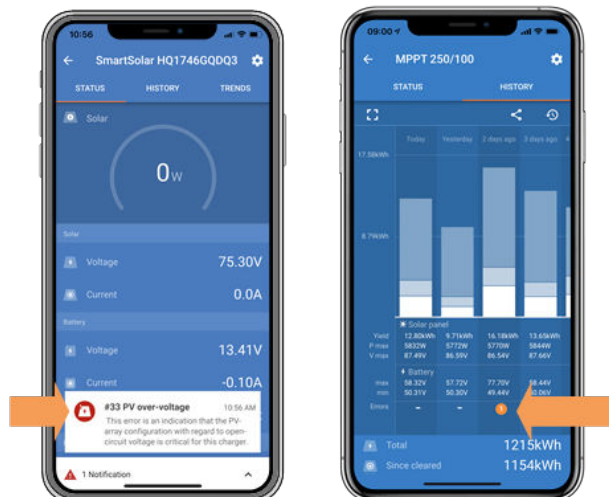 10:56
SmartSolar HQ1746GQDQ3
STATUS HISTORY TRENDS
Solar
0W
Solar
Voltage 75.30V
Current 0.0A
Battery
Voltage 13.41V
Current -0.10A
#33 PV over-voltage 10:56 AM
This error is an indication that the PV-
array configuration with regard to open-
circuit voltage is critical for this charger.
1 Notification
09:00
MPPT 250/100
STATUS HISTORY
Today Yesterday 2 days ago 3 days ago
17.58kWh
8.79kWh
Solar panel
Yield 12.80kWh 9.71kWh 16.18kWh 13.65kWh
P max 5832W 5772W 5770W 5844W
V max 87.49V 86.59V 86.54V 87.66V
Battery
max 58.32V 57.72V 77.70V 58.44V
min 50.31V 50.30V 49.44V
Errors - - 1
Total 1215kWh
Since cleared 1154kWh